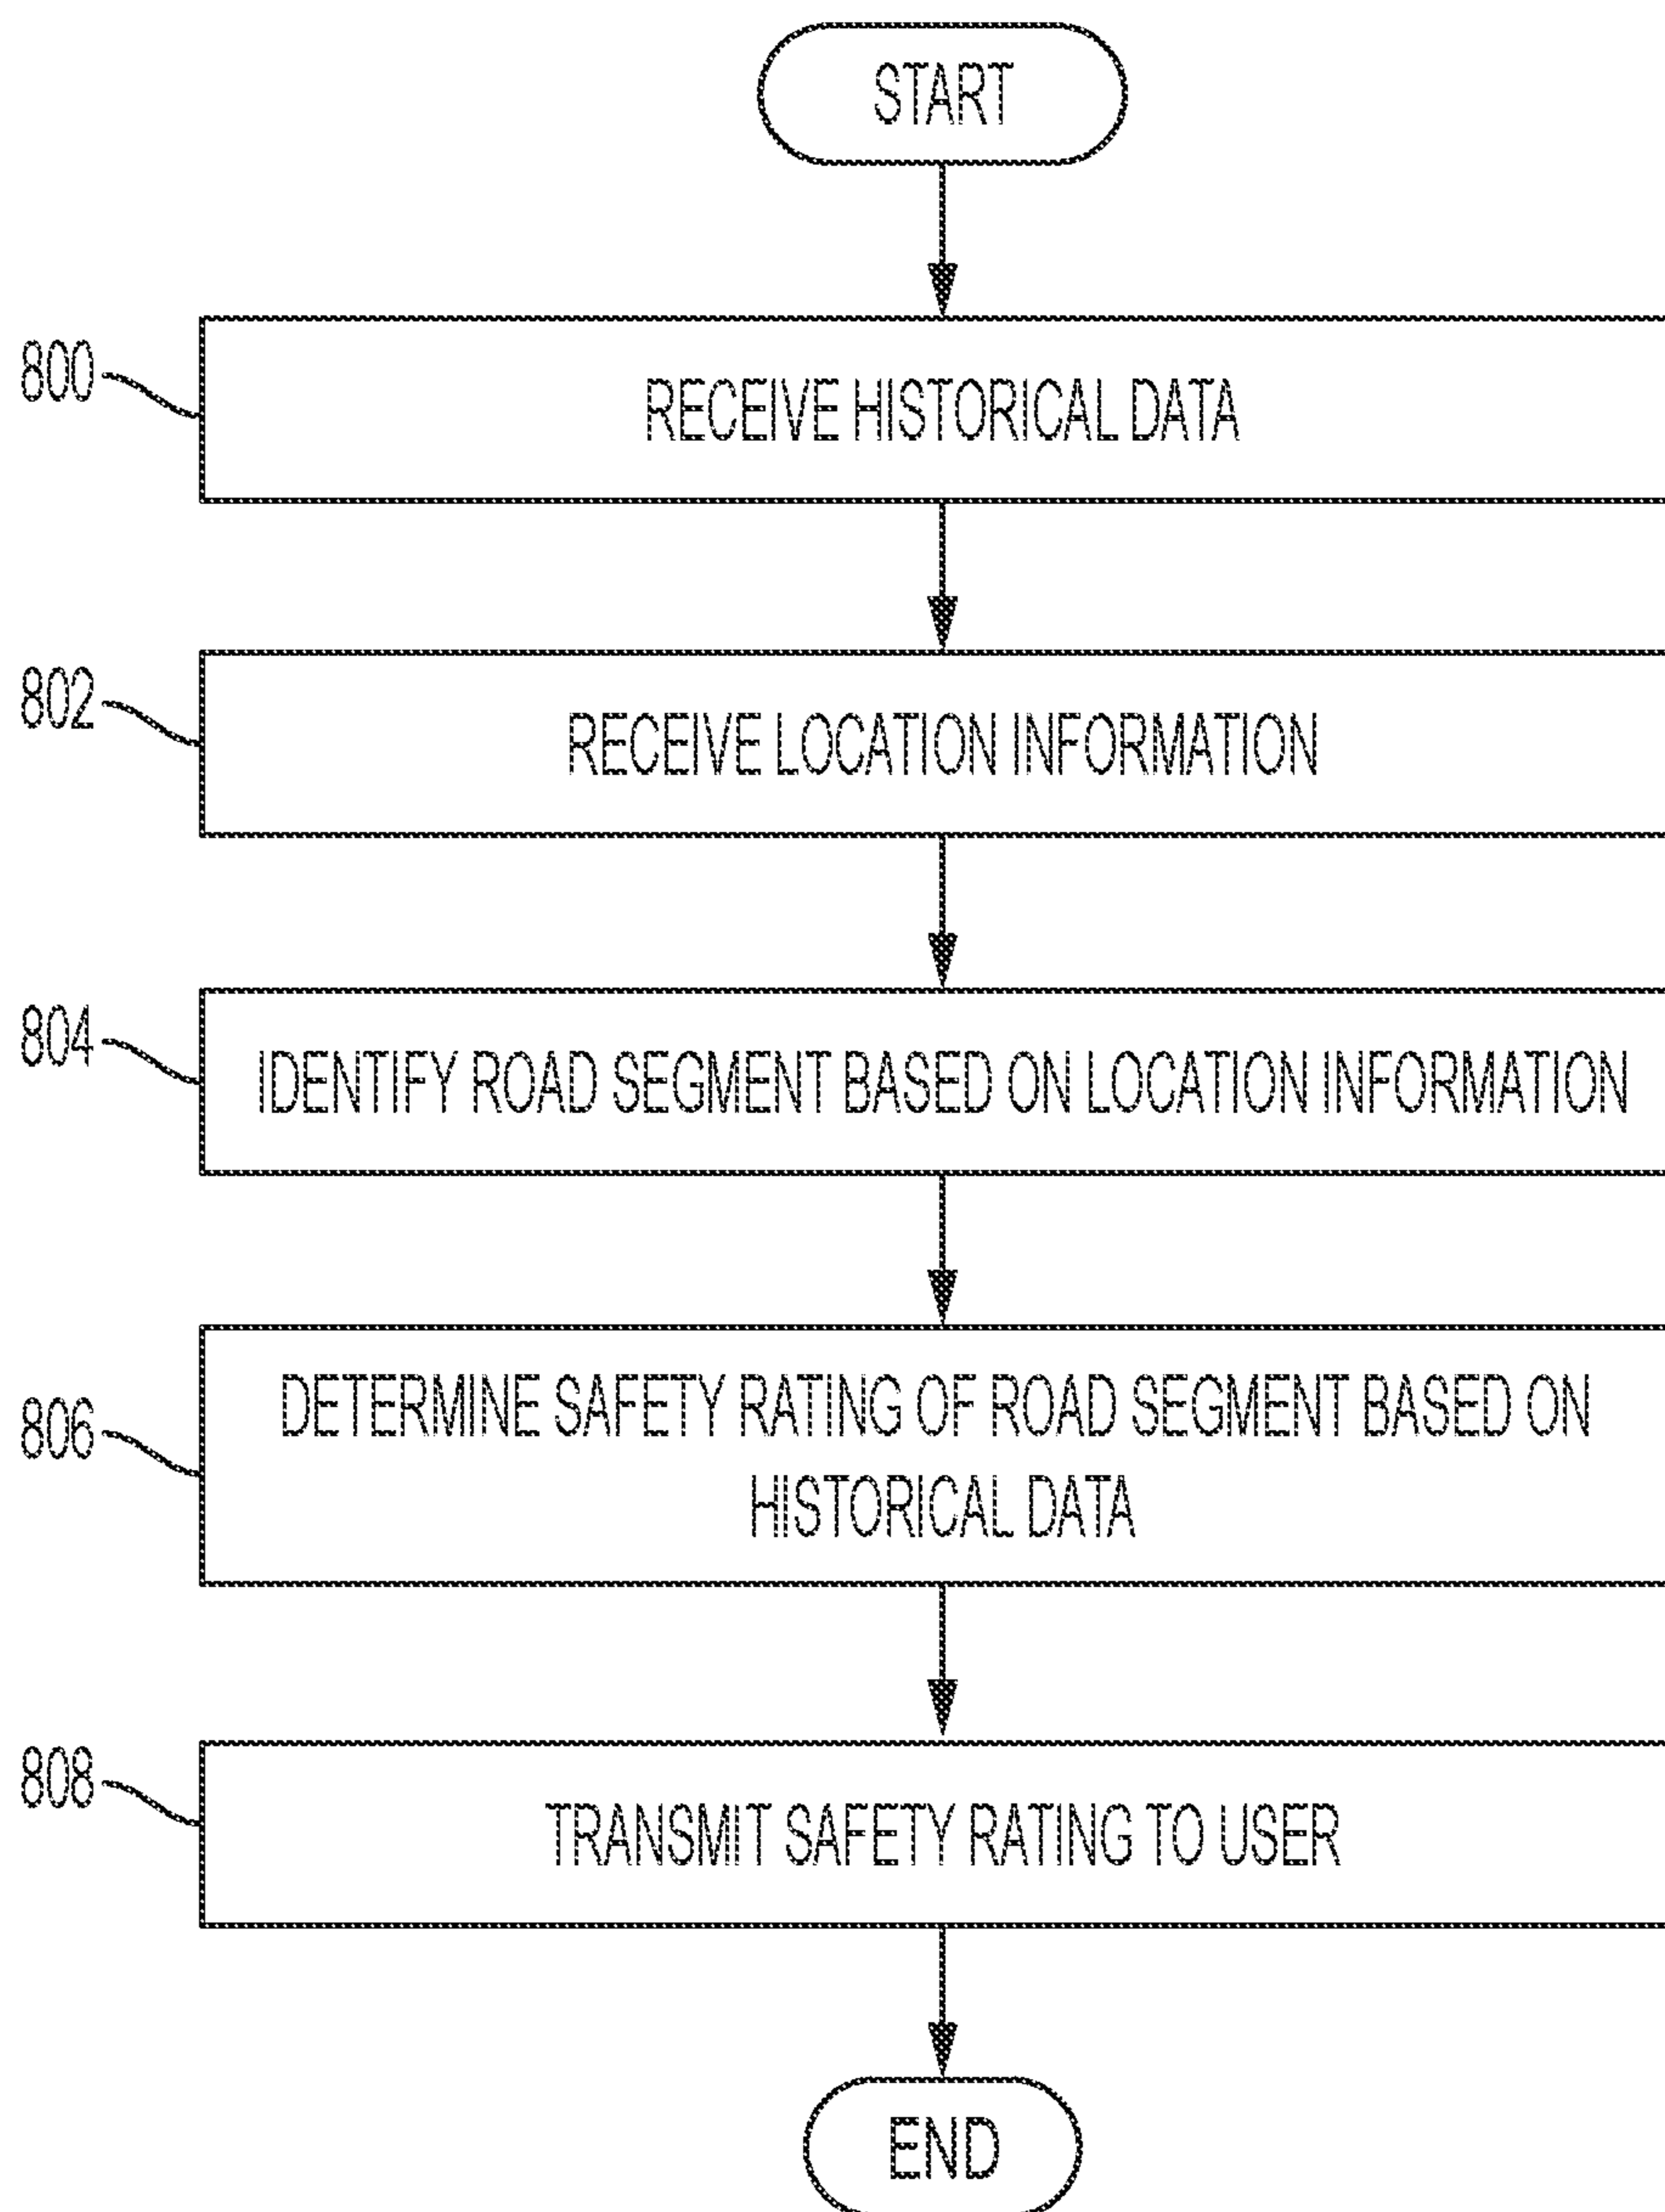 START
800
RECEIVE HISTORICAL DATA
802
RECEIVE LOCATION INFORMATION
804
IDENTIFY ROAD SEGMENT BASED ON LOCATION INFORMATION
806
DETERMINE SAFETY RATING OF ROAD SEGMENT BASED ON
HISTORICAL DATA
808
TRANSMIT SAFETY RATING TO USER
END